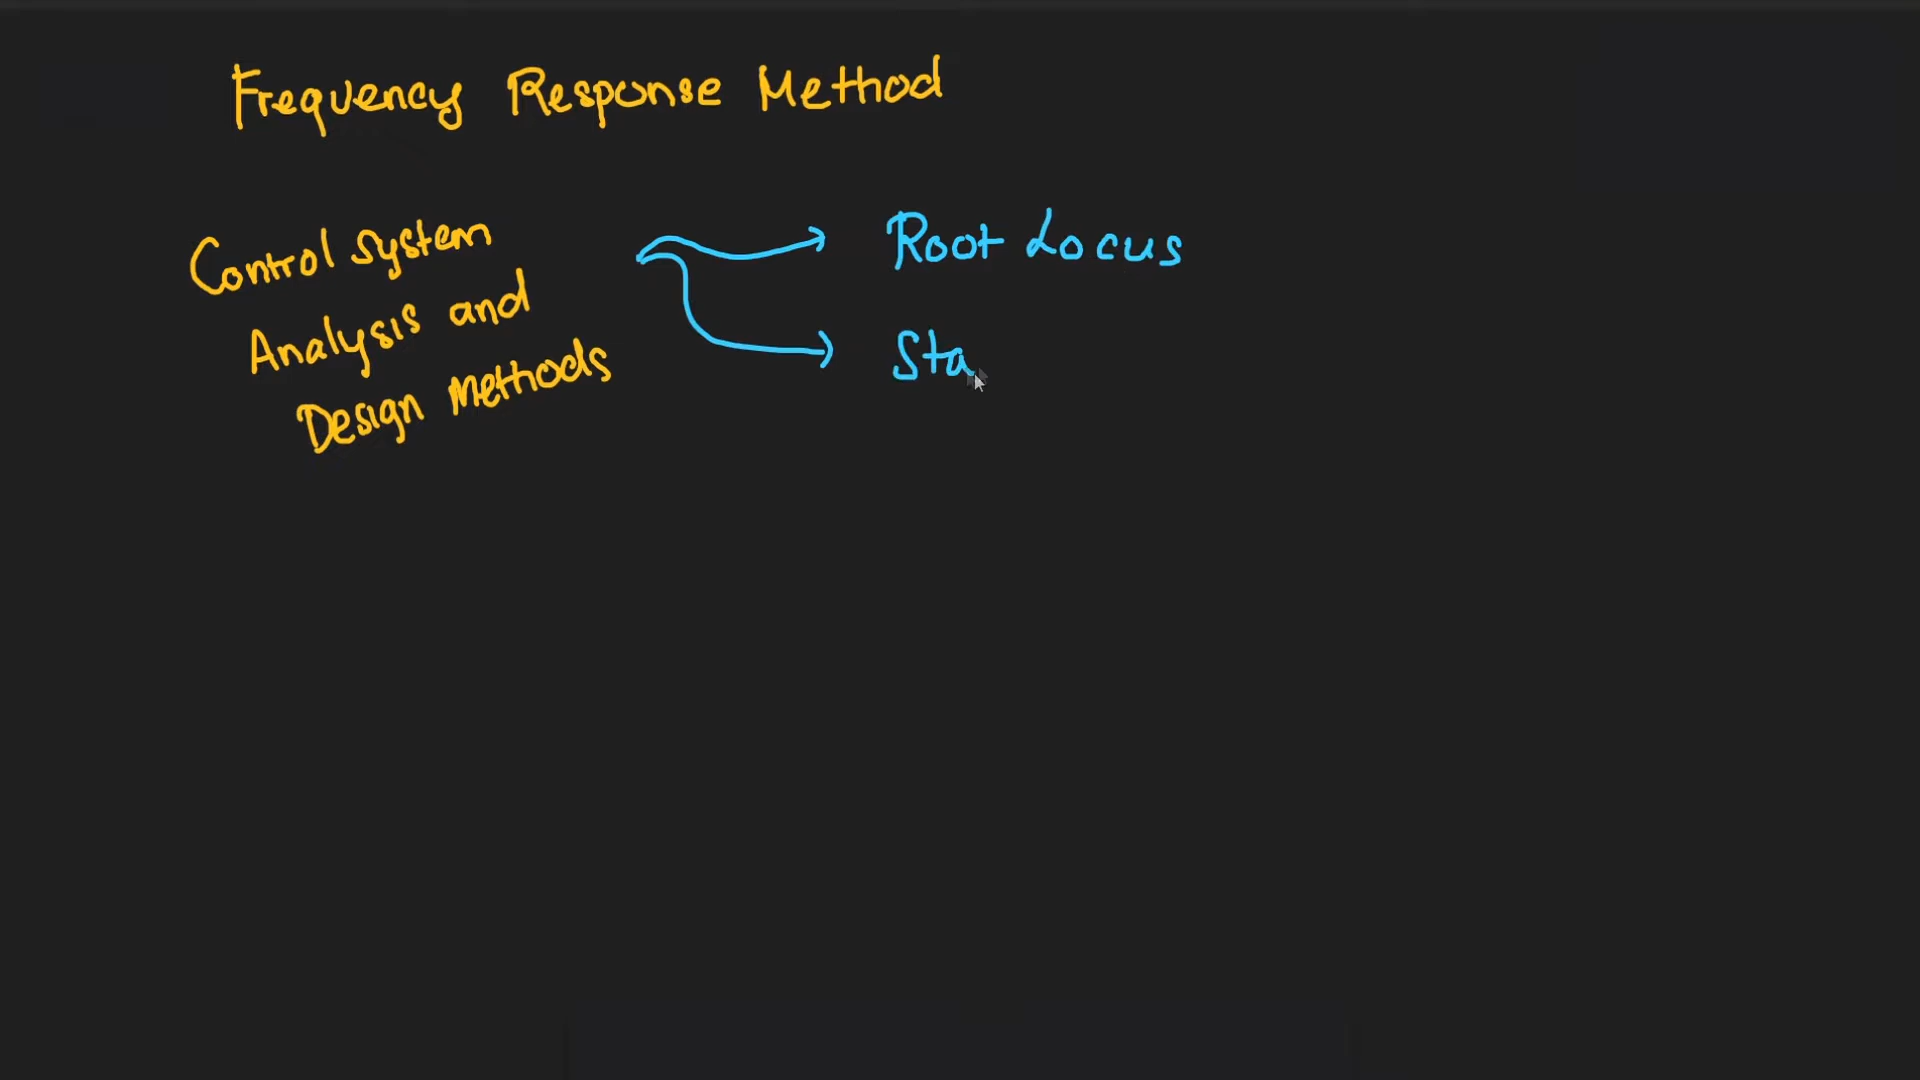 Frequency Response Method
Control System
Analysis and
Design Methods
Root Locus
Sta